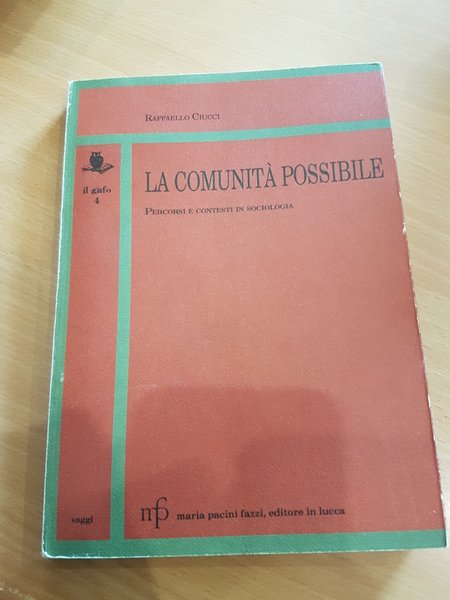 Raffaello Ciucci
il gufo
4
LA COMUNITÀ POSSIBILE
Percorsi e contesti in sociologia
saggi
mpf maria pacini fazzi, editore in lucca